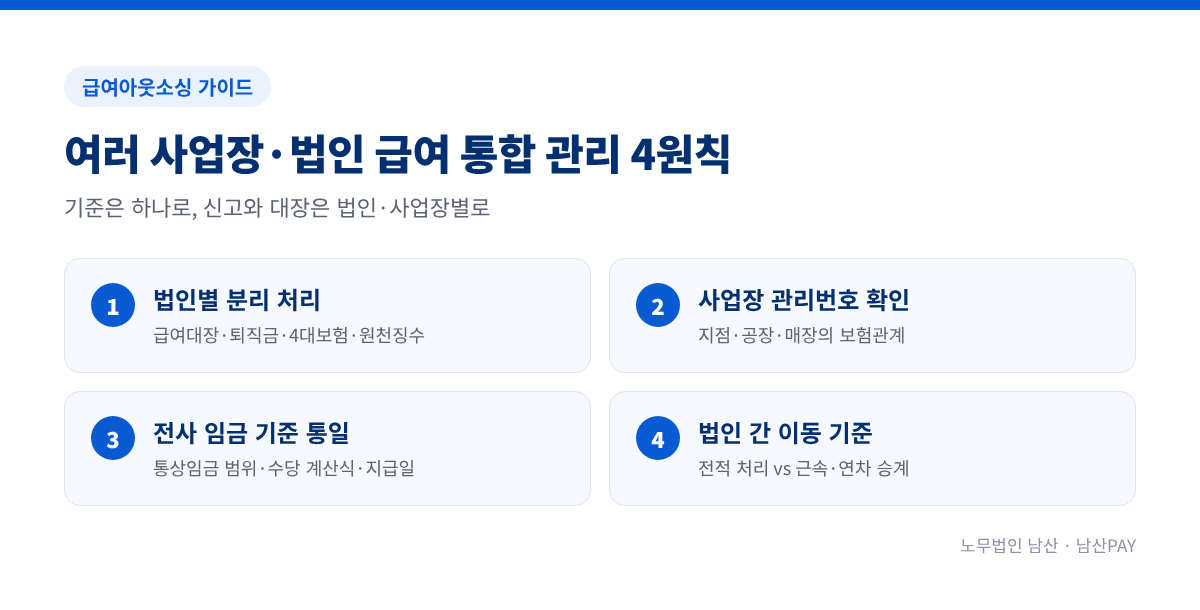 급여아웃소싱 가이드
여러 사업장·법인 급여 통합 관리 4원칙
기준은 하나로, 신고와 대장은 법인·사업장별로
1
법인별 분리 처리
급여대장·퇴직금·4대보험·원천징수
2
사업장 관리번호 확인
지점·공장·매장의 보험관계
3
전사 임금 기준 통일
통상임금 범위·수당 계산식·지급일
4
법인 간 이동 기준
전적 처리 vs 근속·연차 승계
노무법인 남산 · 남산PAY